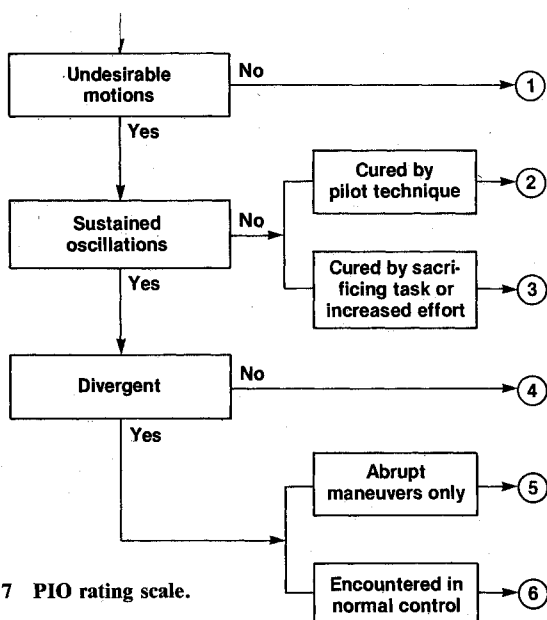 Undesirable
motions
No
1
Yes
Cured by
pilot technique
2
Sustained
oscillations
No
Cured by sacri-
ficing task or
increased effort
3
Yes
Divergent
No
4
Yes
Abrupt
maneuvers only
5
7 PIO rating scale.
Encountered in
normal control
6